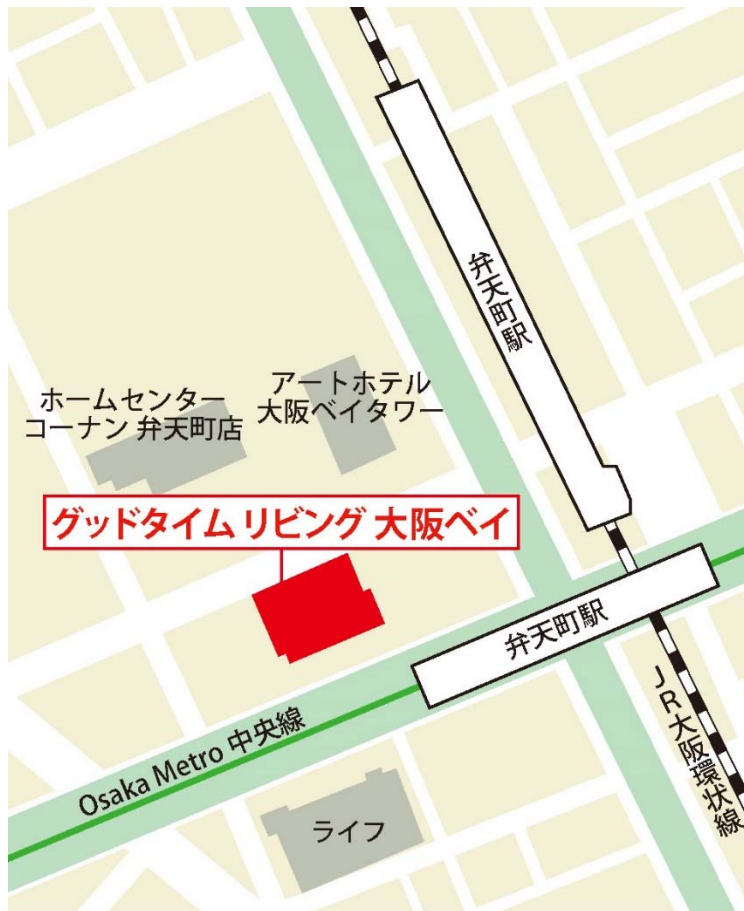 弁天町駅
アートホテル
大阪ベイタワー
ホームセンター
コーナン 弁天町店
グッドタイム リビング 大阪ベイ
弁天町駅
JR大阪環状線
Osaka Metro 中央線
ライフ